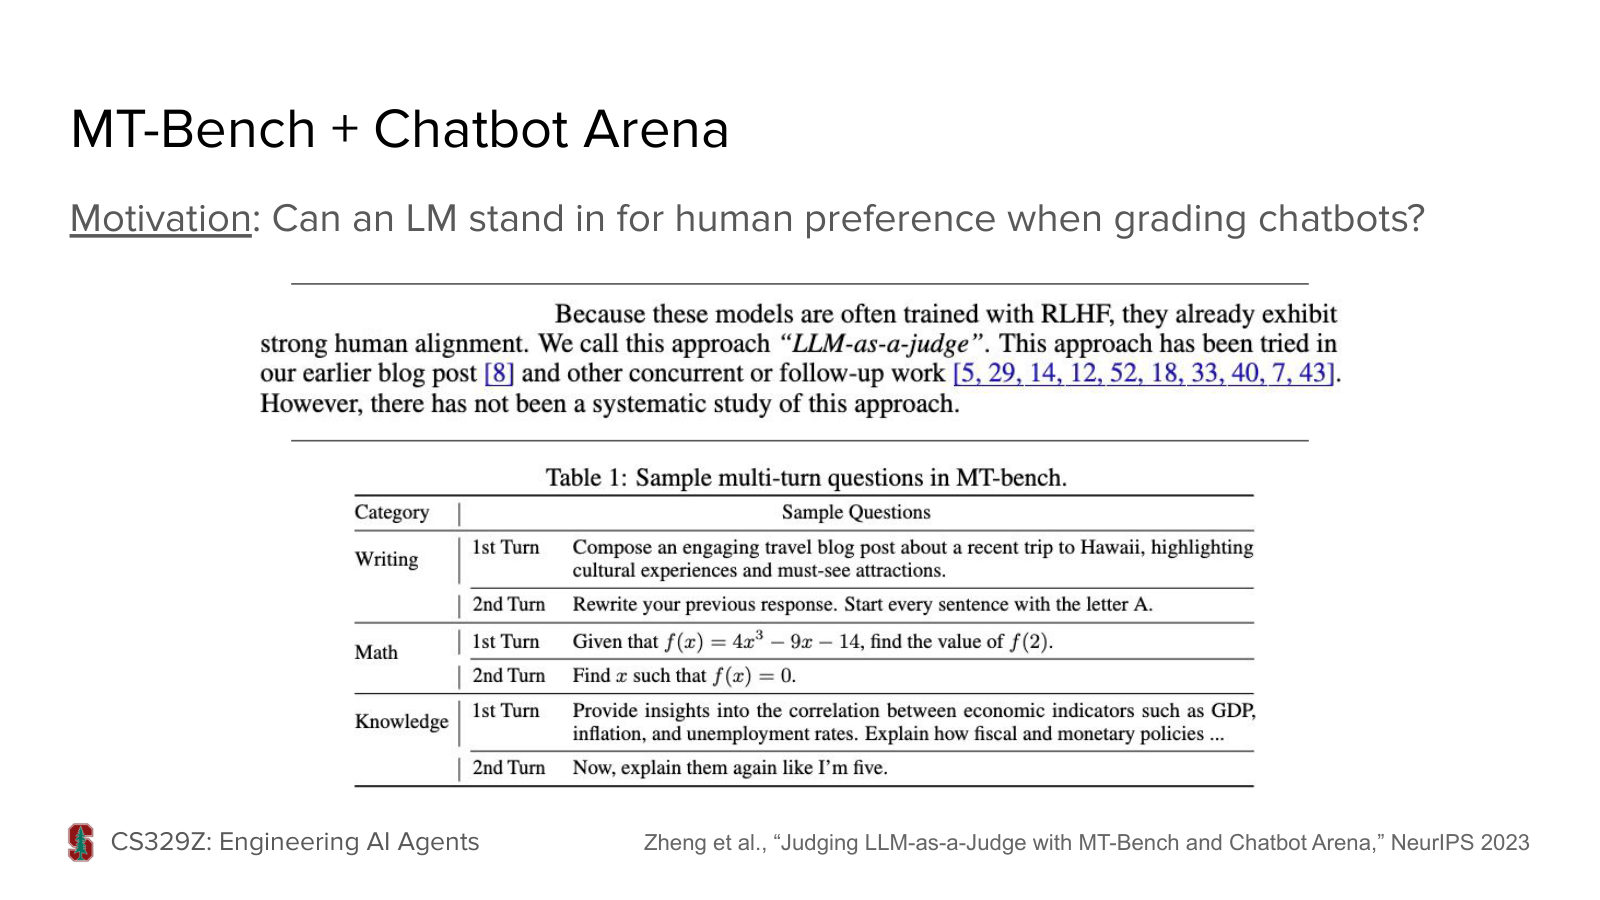 MT-Bench + Chatbot Arena
Motivation: Can an LM stand in for human preference when grading chatbots?
Because these models are often trained with RLHF, they already exhibit
strong human alignment. We call this approach “LLM-as-a-judge”. This approach has been tried in
our earlier blog post [8] and other concurrent or follow-up work [5, 29, 14, 12, 52, 18, 33, 40, 7, 43].
However, there has not been a systematic study of this approach.
Table 1: Sample multi-turn questions in MT-bench.
Category Sample Questions
Writing
1st Turn Compose an engaging travel blog post about a recent trip to Hawaii, highlighting
cultural experiences and must-see attractions.
2nd Turn Rewrite your previous response. Start every sentence with the letter A.
Math
1st Turn Given that f(x) = 4x³ − 9x − 14, find the value of f(2).
2nd Turn Find x such that f(x) = 0.
Knowledge
1st Turn Provide insights into the correlation between economic indicators such as GDP,
inflation, and unemployment rates. Explain how fiscal and monetary policies ...
2nd Turn Now, explain them again like I’m five.
CS329Z: Engineering AI Agents
Zheng et al., “Judging LLM-as-a-Judge with MT-Bench and Chatbot Arena,” NeurIPS 2023